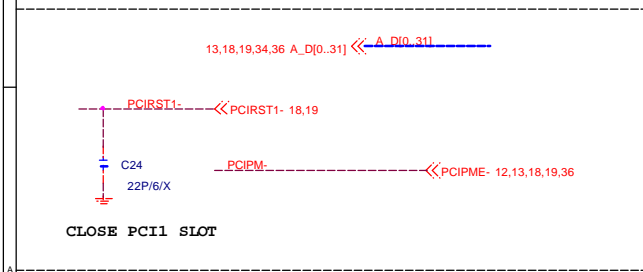 13,18,19,34,36 A_D[0..31] A_D[0..31]
PCIRST1- PCIRST1- 18,19
C24
22P/6/X
PCIPM- PCIPME- 12,13,18,19,36
CLOSE PCI1 SLOT
A